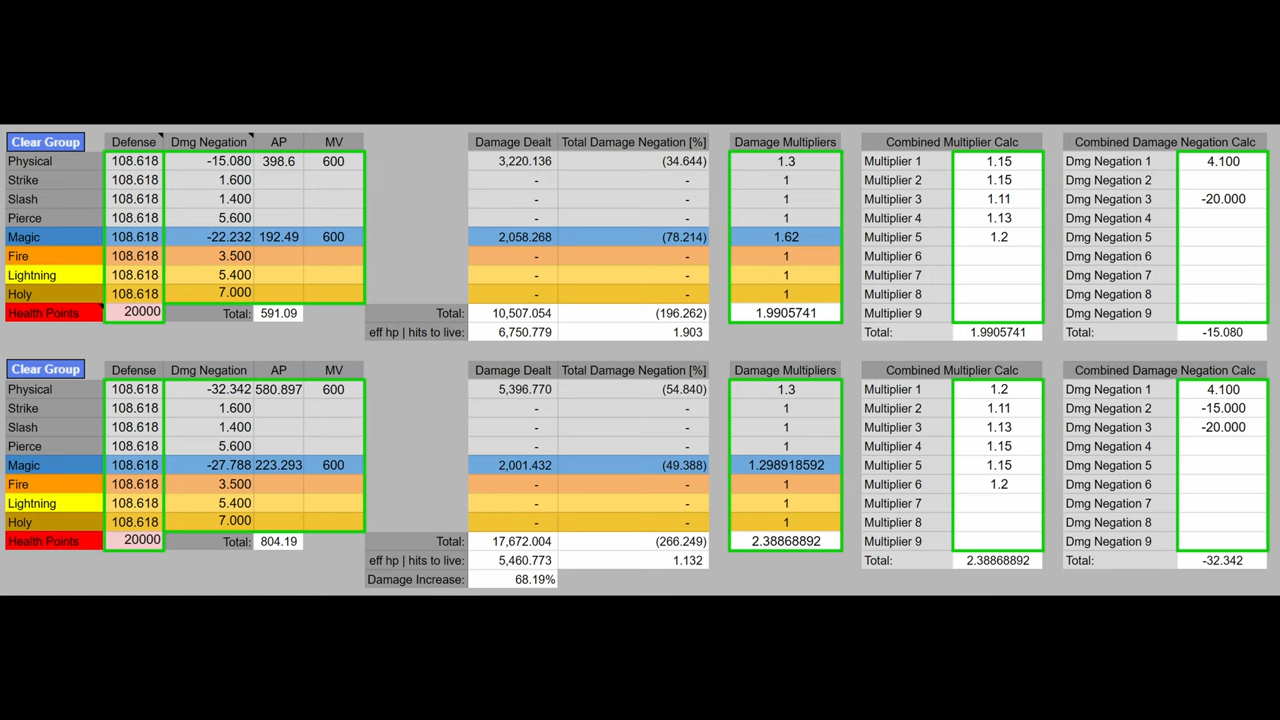 Clear Group Defense Dmg Negation AP MV Damage Dealt Total Damage Negation [%] Damage Multipliers Combined Multiplier Calc Combined Damage Negation Calc
Physical 108.618 -15.080 398.6 600 3,220.136 (34.644) 1.3 Multiplier 1 1.15 Dmg Negation 1 4.100
Strike 108.618 1.600 - - 1 Multiplier 2 1.15 Dmg Negation 2
Slash 108.618 1.400 - - 1 Multiplier 3 1.11 Dmg Negation 3 -20.000
Pierce 108.618 5.600 - - 1 Multiplier 4 1.13 Dmg Negation 4
Magic 108.618 -22.232 192.49 600 2,058.268 (78.214) 1.62 Multiplier 5 1.2 Dmg Negation 5
Fire 108.618 3.500 - - 1 Multiplier 6 Dmg Negation 6
Lightning 108.618 5.400 - - 1 Multiplier 7 Dmg Negation 7
Holy 108.618 7.000 - - 1 Multiplier 8 Dmg Negation 8
Health Points 20000 Total: 591.09 Total: 10,507.054 (196.262) 1.9905741 Multiplier 9 Dmg Negation 9
eff hp | hits to live: 6,750.779 1.903 Total: 1.9905741 Total: -15.080
Clear Group Defense Dmg Negation AP MV Damage Dealt Total Damage Negation [%] Damage Multipliers Combined Multiplier Calc Combined Damage Negation Calc
Physical 108.618 -32.342 580.897 600 5,396.770 (54.840) 1.3 Multiplier 1 1.2 Dmg Negation 1 4.100
Strike 108.618 1.600 - - 1 Multiplier 2 1.11 Dmg Negation 2 -15.000
Slash 108.618 1.400 - - 1 Multiplier 3 1.13 Dmg Negation 3 -20.000
Pierce 108.618 5.600 - - 1 Multiplier 4 1.15 Dmg Negation 4
Magic 108.618 -27.788 223.293 600 2,001.432 (49.388) 1.298918592 Multiplier 5 1.15 Dmg Negation 5
Fire 108.618 3.500 - - 1 Multiplier 6 1.2 Dmg Negation 6
Lightning 108.618 5.400 - - 1 Multiplier 7 Dmg Negation 7
Holy 108.618 7.000 - - 1 Multiplier 8 Dmg Negation 8
Health Points 20000 Total: 804.19 Total: 17,672.004 (266.249) 2.38868892 Multiplier 9 Dmg Negation 9
eff hp | hits to live: 5,460.773 1.132 Total: 2.38868892 Total: -32.342
Damage Increase: 68.19%